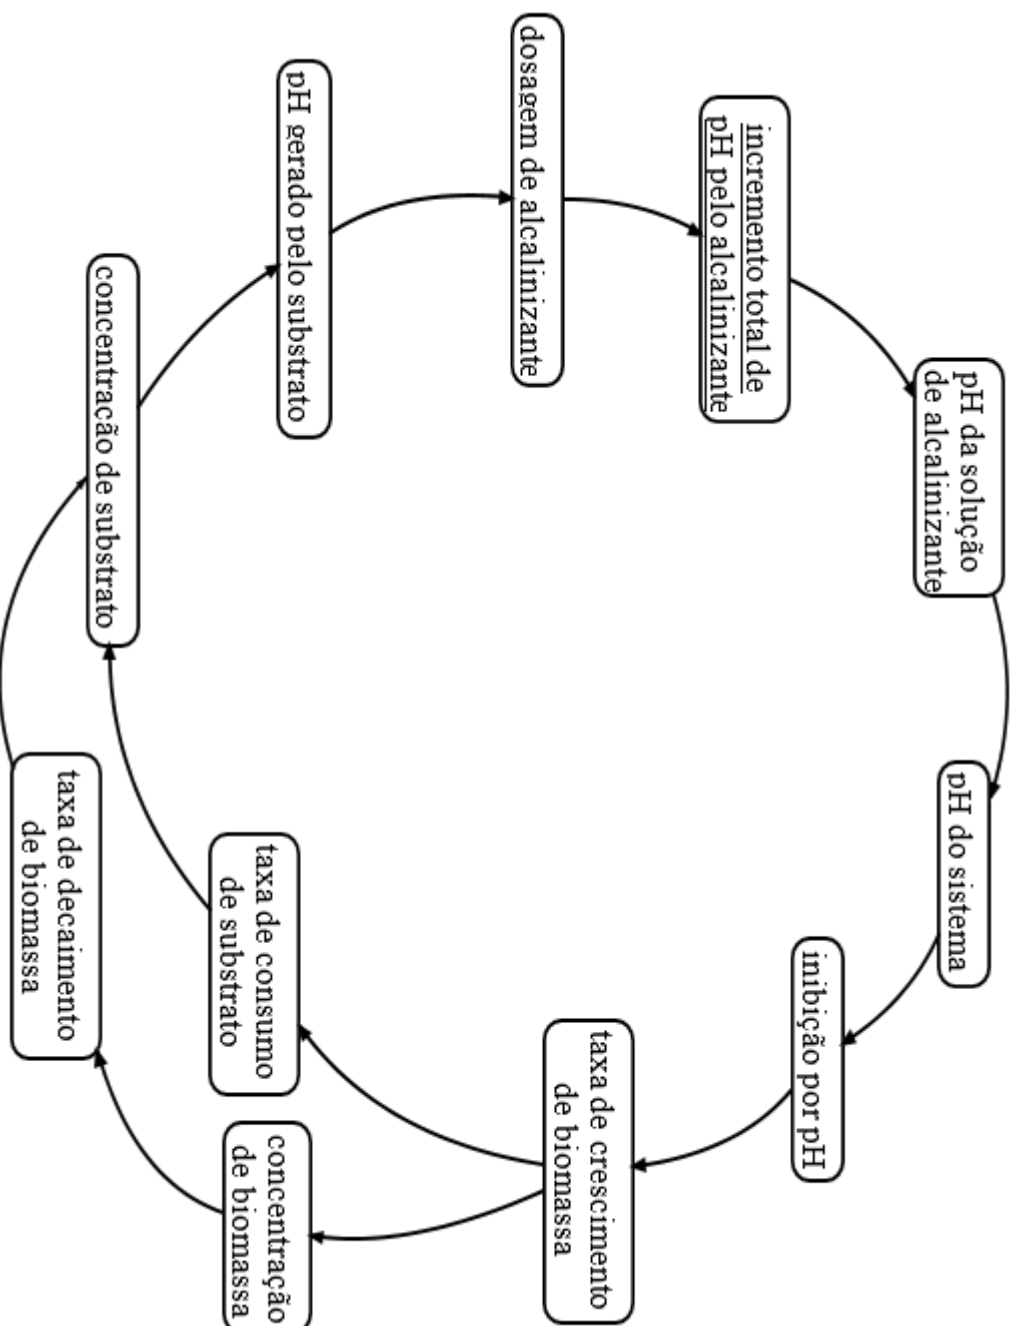 dosagem de alcalinizante
incremento total de
pH pelo alcalinizante
pH da solução
de alcalinizante
pH do sistema
inibição por pH
taxa de crescimento
de biomassa
concentração
de biomassa
taxa de consumo
de substrato
taxa de decaimento
de biomassa
concentração de substrato
pH gerado pelo substrato